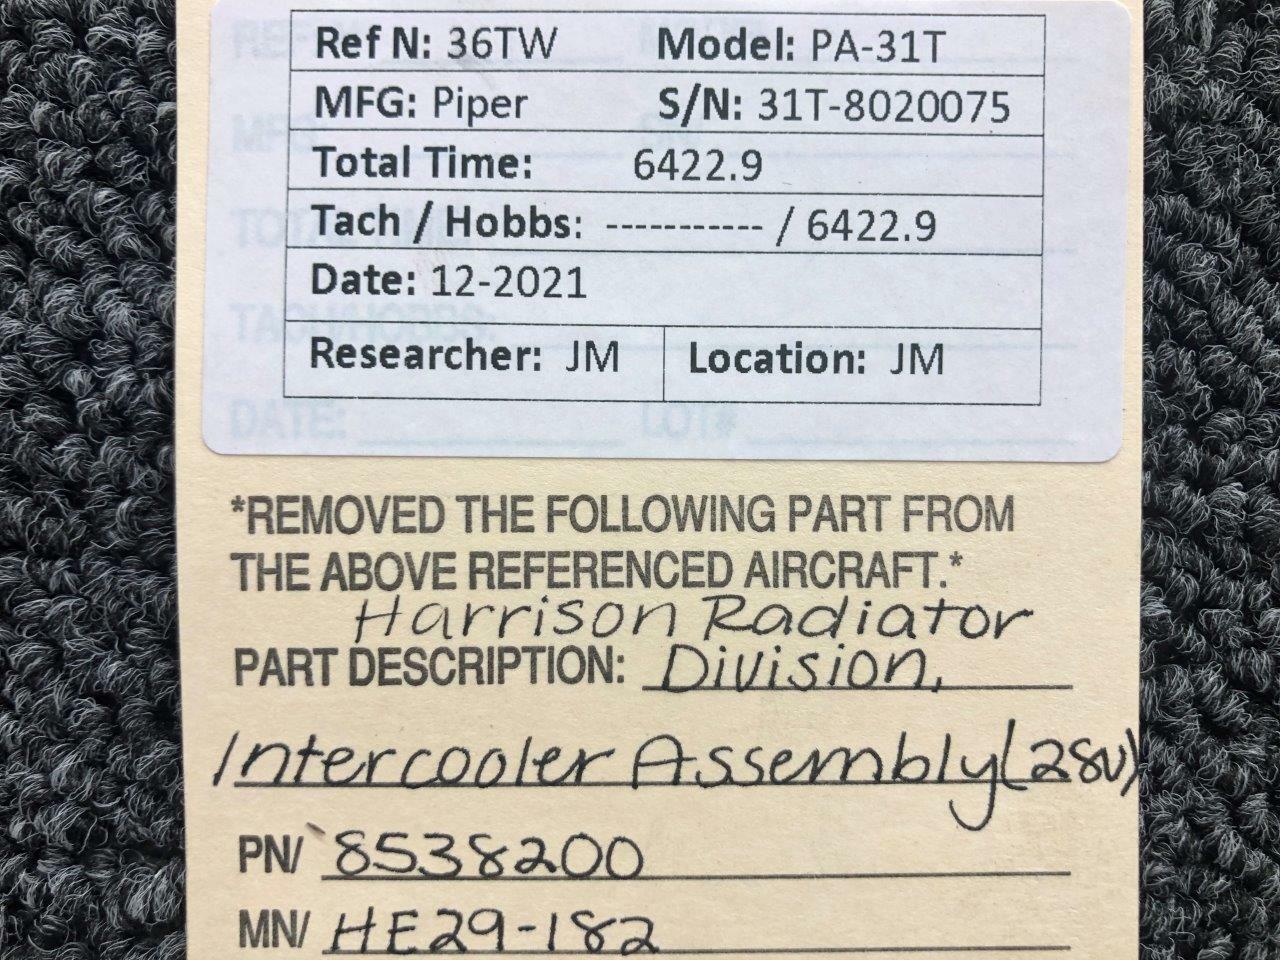 Ref N: 36TW Model: PA-31T
MFG: Piper S/N: 31T-8020075
Total Time: 6422.9
Tach / Hobbs: ----------- / 6422.9
Date: 12-2021
Researcher: JM Location: JM
DATE: LOT#
*REMOVED THE FOLLOWING PART FROM
THE ABOVE REFERENCED AIRCRAFT.*
Harrison Radiator
PART DESCRIPTION: Division,
Intercooler Assembly (28v)
PN/ 8538200
MN/ HE29-182